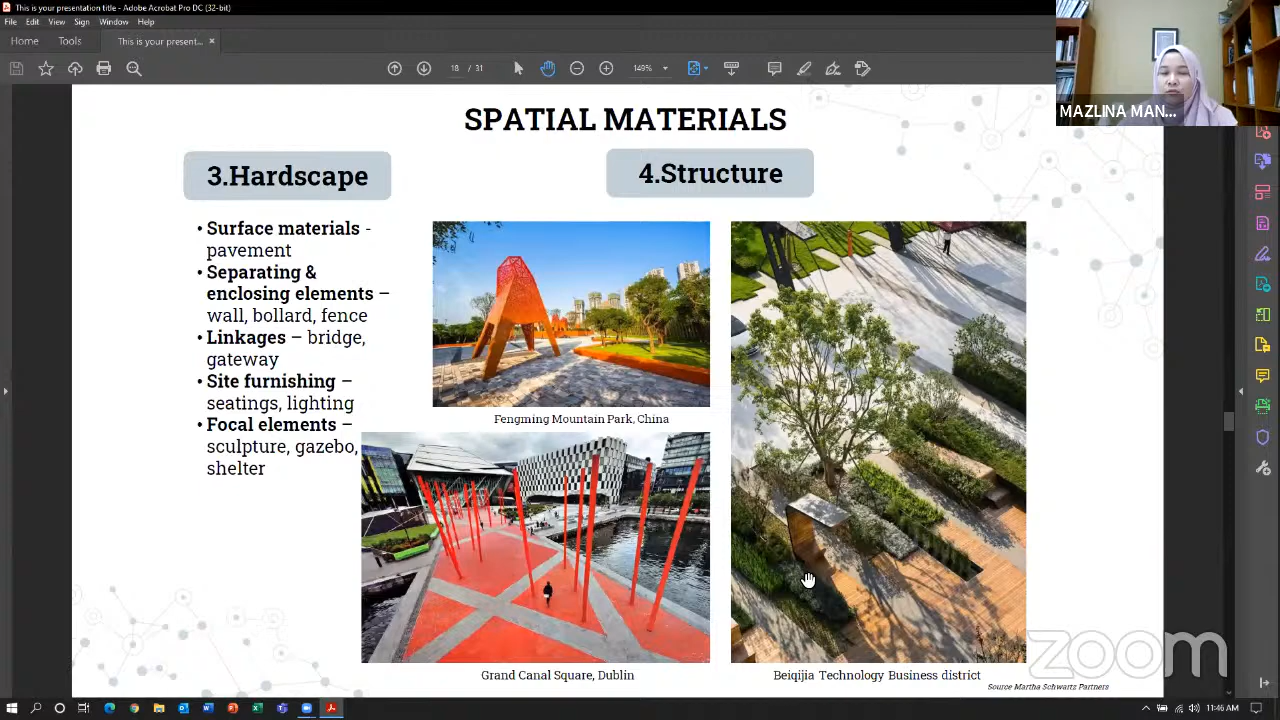 This is your presentation title - Adobe Acrobat Pro DC (32-bit)
File Edit View Sign Window Help
Home Tools This is your present... ×
18 / 31 149%
MAZLINA MAN...
SPATIAL MATERIALS
3.Hardscape
4.Structure
• Surface materials -
pavement
• Separating &
enclosing elements –
wall, bollard, fence
• Linkages – bridge,
gateway
• Site furnishing –
seatings, lighting
• Focal elements –
sculpture, gazebo,
shelter
Fengming Mountain Park, China
Grand Canal Square, Dublin
Beiqijia Technology Business district
Source Martha Schwartz Partners
zoom
11:46 AM